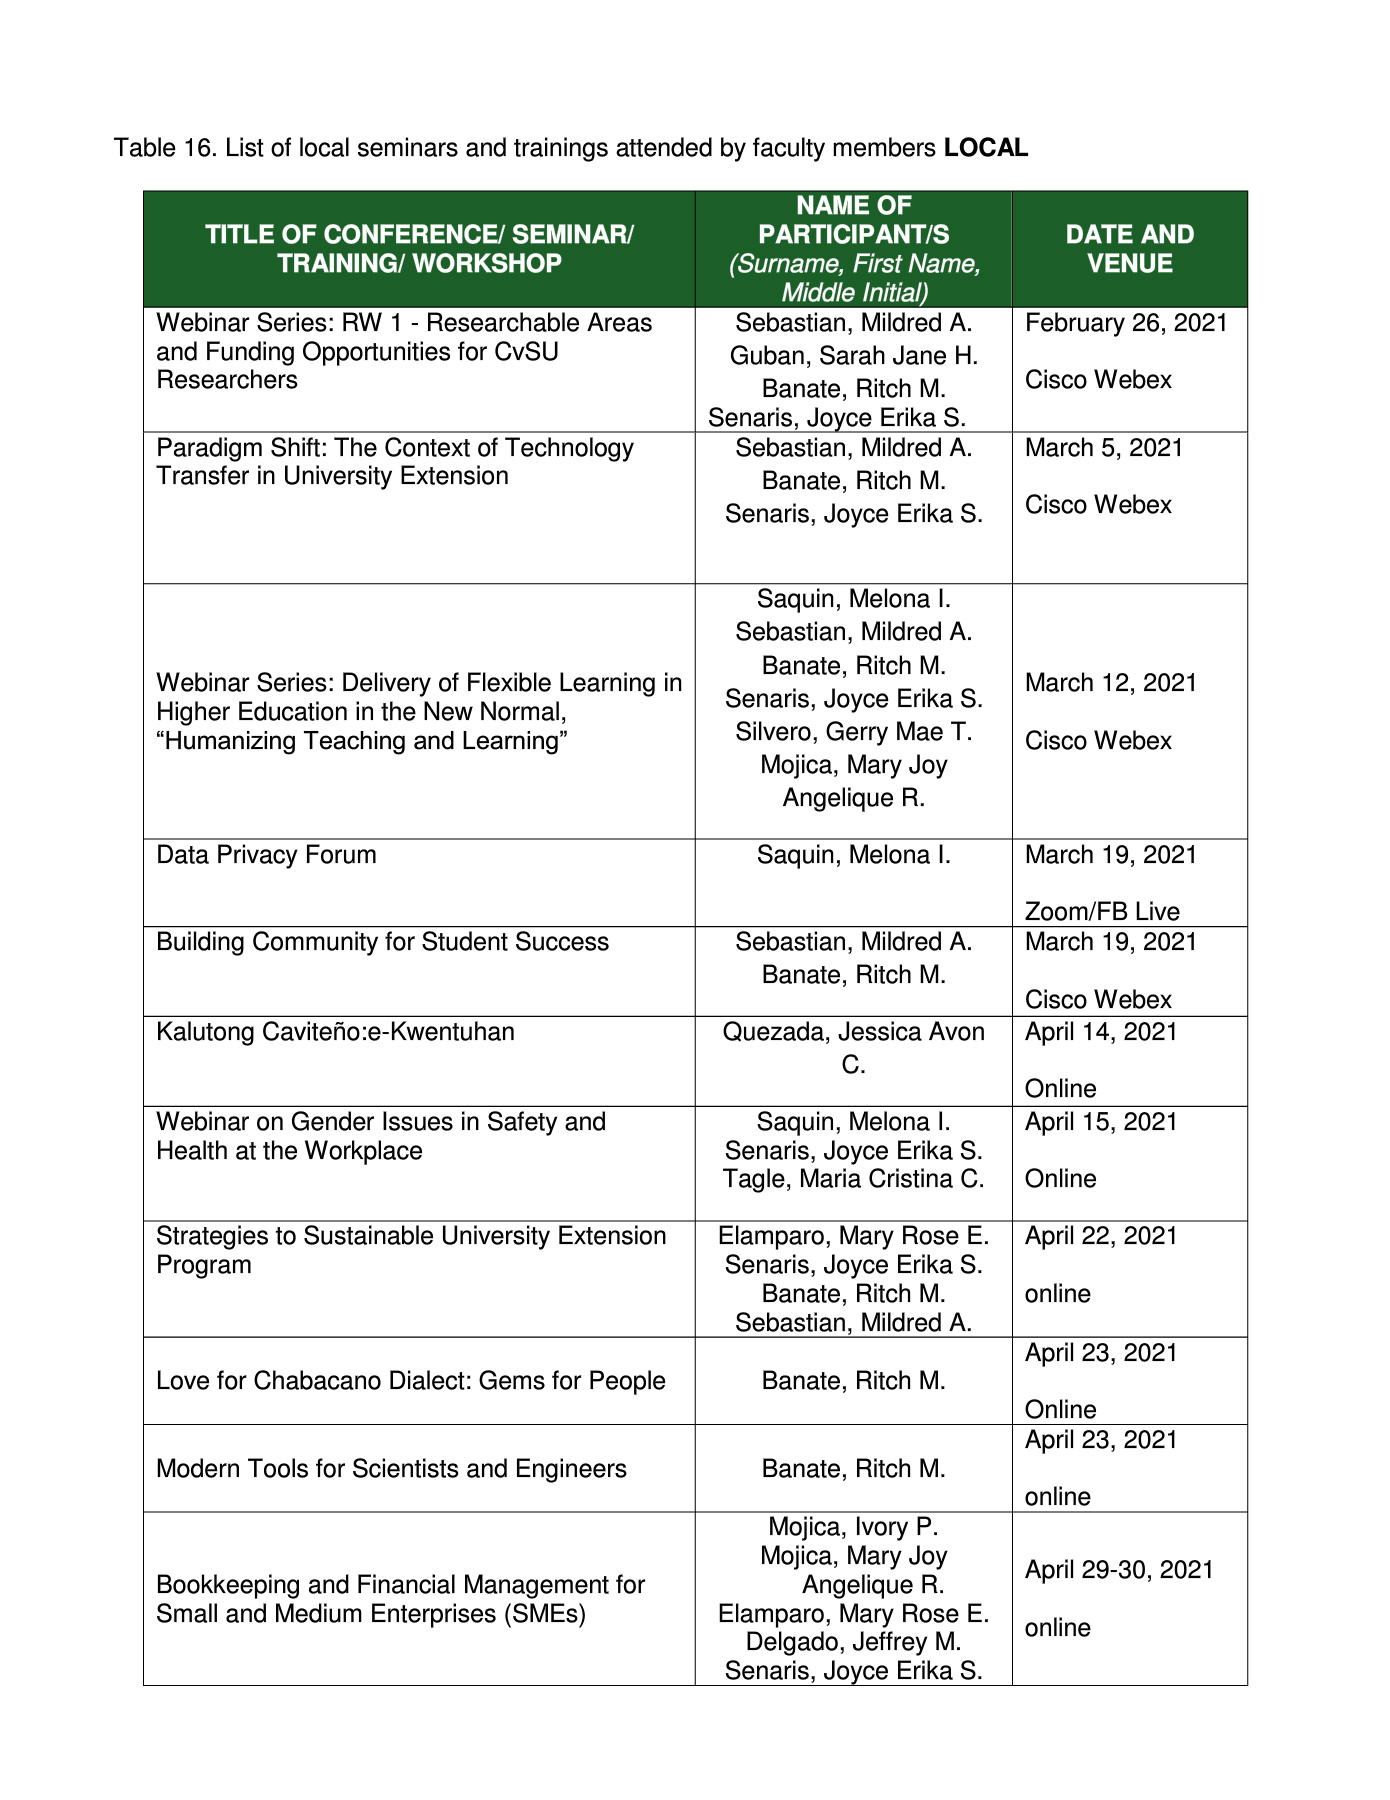 Table 16. List of local seminars and trainings attended by faculty members LOCAL
TITLE OF CONFERENCE/ SEMINAR/
TRAINING/ WORKSHOP
NAME OF
PARTICIPANT/S
(Surname, First Name,
Middle Initial)
DATE AND
VENUE
Webinar Series: RW 1 - Researchable Areas
and Funding Opportunities for CvSU
Researchers
Sebastian, Mildred A.
Guban, Sarah Jane H.
Banate, Ritch M.
Senaris, Joyce Erika S.
February 26, 2021
Cisco Webex
Paradigm Shift: The Context of Technology
Transfer in University Extension
Sebastian, Mildred A.
Banate, Ritch M.
Senaris, Joyce Erika S.
March 5, 2021
Cisco Webex
Webinar Series: Delivery of Flexible Learning in
Higher Education in the New Normal,
“Humanizing Teaching and Learning”
Saquin, Melona I.
Sebastian, Mildred A.
Banate, Ritch M.
Senaris, Joyce Erika S.
Silvero, Gerry Mae T.
Mojica, Mary Joy
Angelique R.
March 12, 2021
Cisco Webex
Data Privacy Forum
Saquin, Melona I.
March 19, 2021
Zoom/FB Live
Building Community for Student Success
Sebastian, Mildred A.
Banate, Ritch M.
March 19, 2021
Cisco Webex
Kalutong Caviteño:e-Kwentuhan
Quezada, Jessica Avon
C.
April 14, 2021
Online
Webinar on Gender Issues in Safety and
Health at the Workplace
Saquin, Melona I.
Senaris, Joyce Erika S.
Tagle, Maria Cristina C.
April 15, 2021
Online
Strategies to Sustainable University Extension
Program
Elamparo, Mary Rose E.
Senaris, Joyce Erika S.
Banate, Ritch M.
Sebastian, Mildred A.
April 22, 2021
online
Love for Chabacano Dialect: Gems for People
Banate, Ritch M.
April 23, 2021
Online
Modern Tools for Scientists and Engineers
Banate, Ritch M.
April 23, 2021
online
Bookkeeping and Financial Management for
Small and Medium Enterprises (SMEs)
Mojica, Ivory P.
Mojica, Mary Joy
Angelique R.
Elamparo, Mary Rose E.
Delgado, Jeffrey M.
Senaris, Joyce Erika S.
April 29-30, 2021
online